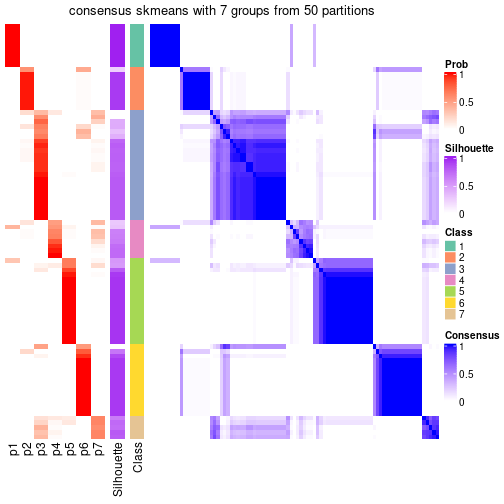 consensus skmeans with 7 groups from 50 partitions
Prob
1
0.5
0
Silhouette
1
0.5
0
Class
1
2
3
4
5
6
7
Consensus
1
0.5
0
p1
p2
p3
p4
p5
p6
p7
Silhouette
Class